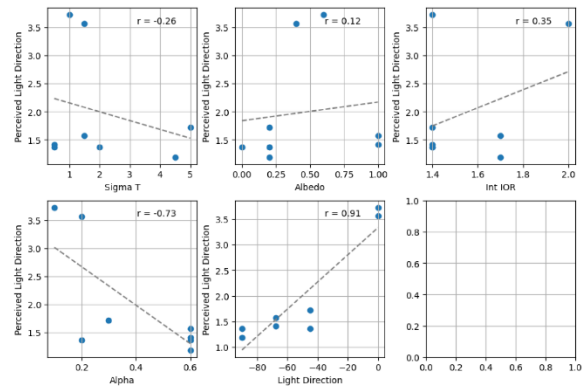 r = -0.26
Perceived Light Direction
3.5
3.0
2.5
2.0
1.5
1 2 3 4 5
Sigma T
r = 0.12
Perceived Light Direction
3.5
3.0
2.5
2.0
1.5
0.00 0.25 0.50 0.75 1.00
Albedo
r = 0.35
Perceived Light Direction
3.5
3.0
2.5
2.0
1.5
1.4 1.6 1.8 2.0
Int IOR
r = -0.73
Perceived Light Direction
3.5
3.0
2.5
2.0
1.5
0.2 0.4 0.6
Alpha
r = 0.91
Perceived Light Direction
3.5
3.0
2.5
2.0
1.5
1.0
−80 −60 −40 −20 0
Light Direction
1.0
0.8
0.6
0.4
0.2
0.0
0.0 0.2 0.4 0.6 0.8 1.0